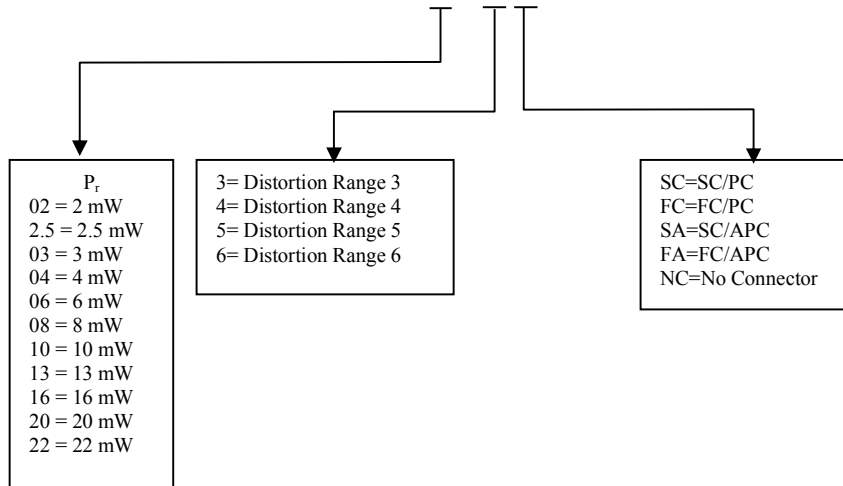 P_r
02 = 2 mW
2.5 = 2.5 mW
03 = 3 mW
04 = 4 mW
06 = 6 mW
08 = 8 mW
10 = 10 mW
13 = 13 mW
16 = 16 mW
20 = 20 mW
22 = 22 mW
3= Distortion Range 3
4= Distortion Range 4
5= Distortion Range 5
6= Distortion Range 6
SC=SC/PC
FC=FC/PC
SA=SC/APC
FA=FC/APC
NC=No Connector